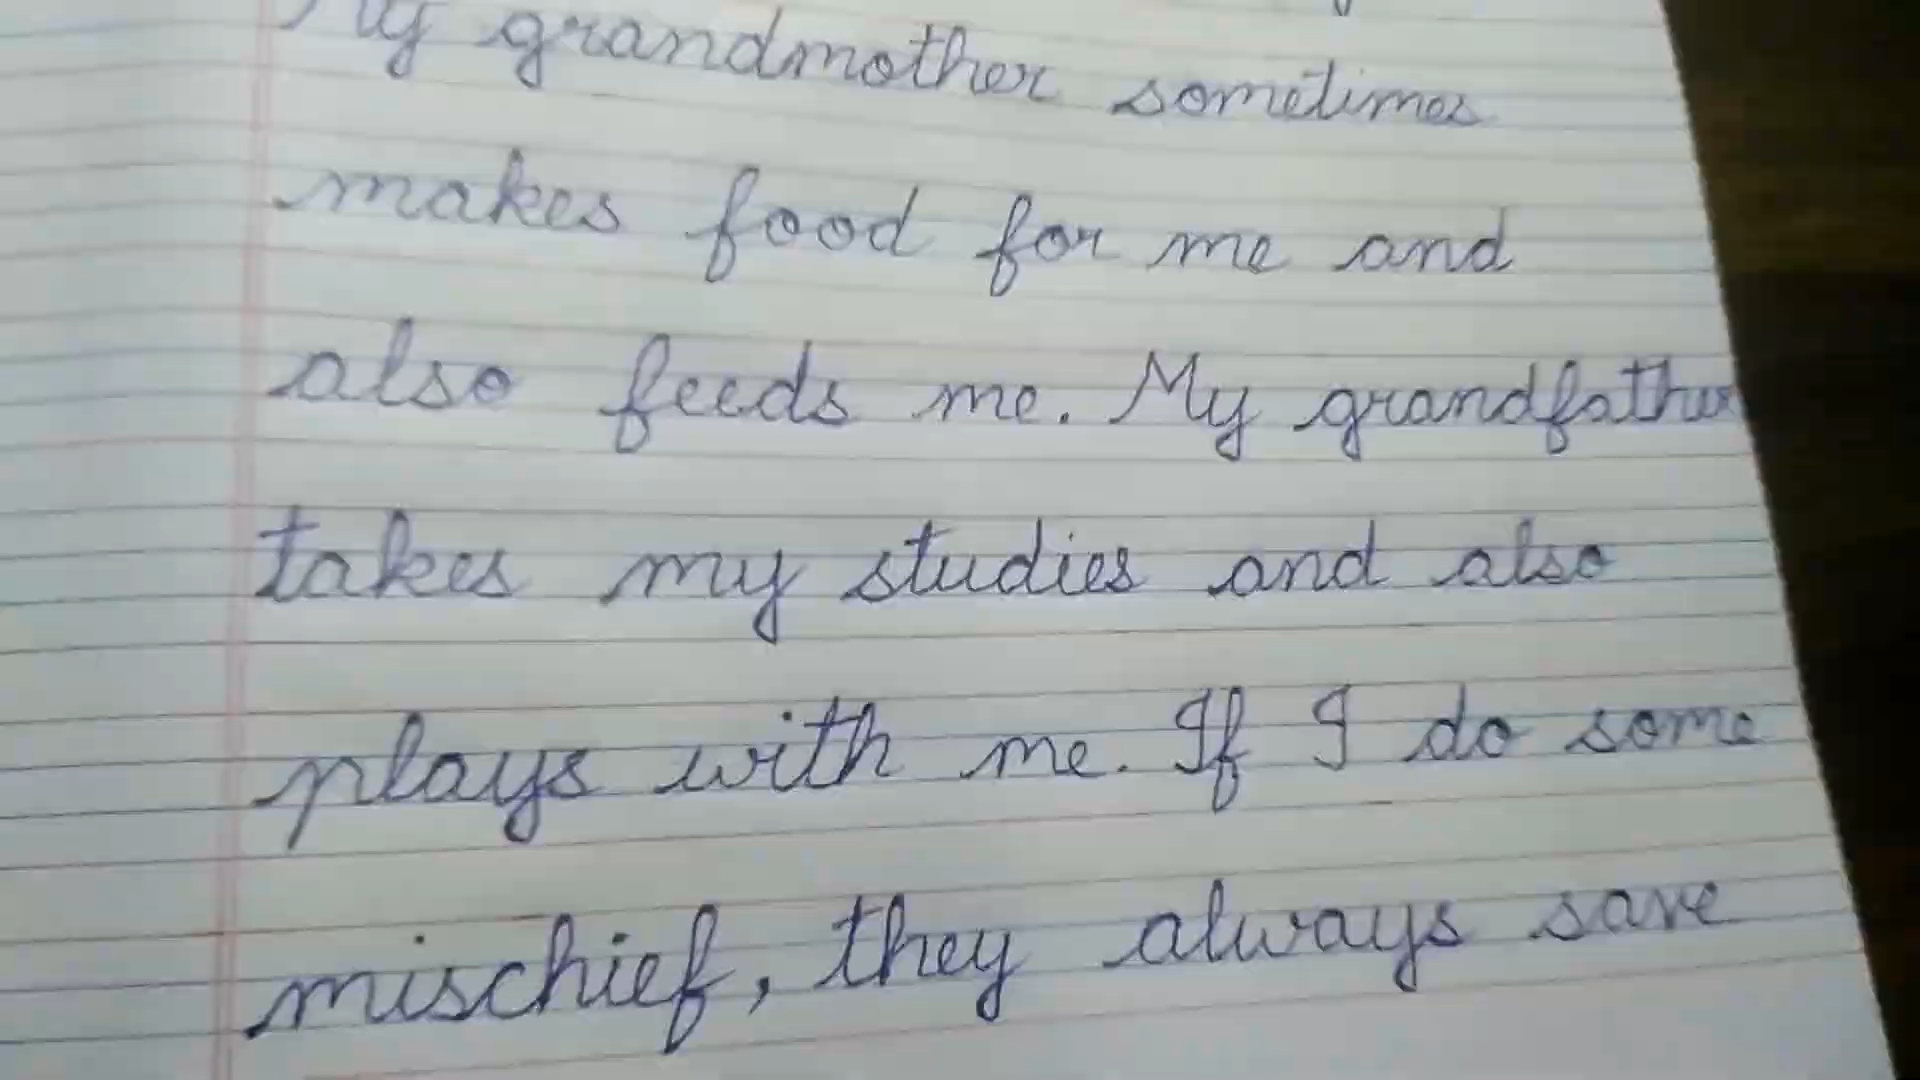 My grandmother sometimes
makes food for me and
also feeds me. My grandfather
takes my studies and also
plays with me. If I do some
mischief, they always save